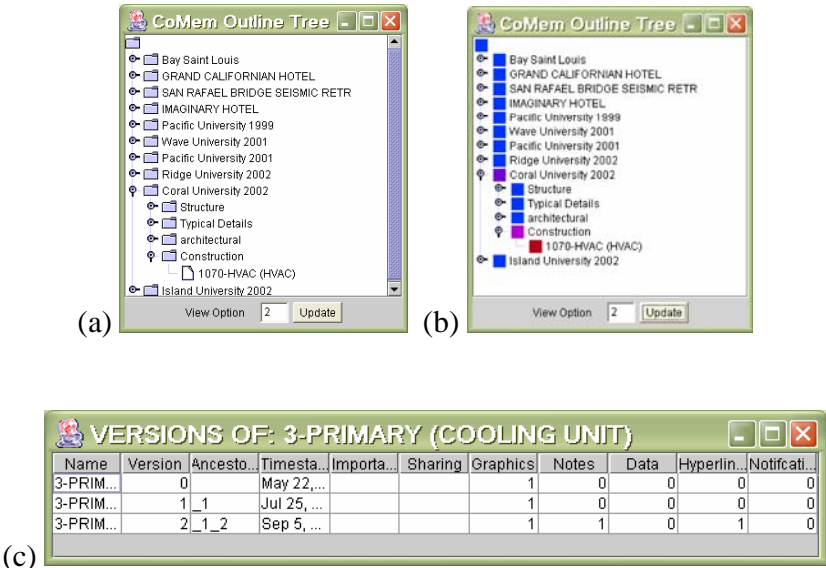 CoMem Outline Tree
Bay Saint Louis
GRAND CALIFORNIAN HOTEL
SAN RAFAEL BRIDGE SEISMIC RETR
IMAGINARY HOTEL
Pacific University 1999
Wave University 2001
Pacific University 2001
Ridge University 2002
Coral University 2002
Structure
Typical Details
architectural
Construction
1070-HVAC (HVAC)
Island University 2002
View Option 2 Update
(a)
CoMem Outline Tree
Bay Saint Louis
GRAND CALIFORNIAN HOTEL
SAN RAFAEL BRIDGE SEISMIC RETR
IMAGINARY HOTEL
Pacific University 1999
Wave University 2001
Pacific University 2001
Ridge University 2002
Coral University 2002
Structure
Typical Details
architectural
Construction
1070-HVAC (HVAC)
Island University 2002
View Option 2 Update
(b)
VERSIONS OF: 3-PRIMARY (COOLING UNIT)
Name Version Ancesto... Timesta... Importa... Sharing Graphics Notes Data Hyperlin... Notifcati...
3-PRIM... 0 May 22,... 1 0 0 0 0
3-PRIM... 1 _1 Jul 25, ... 1 0 0 0 0
3-PRIM... 2 _1_2 Sep 5, ... 1 1 0 1 0
(c)